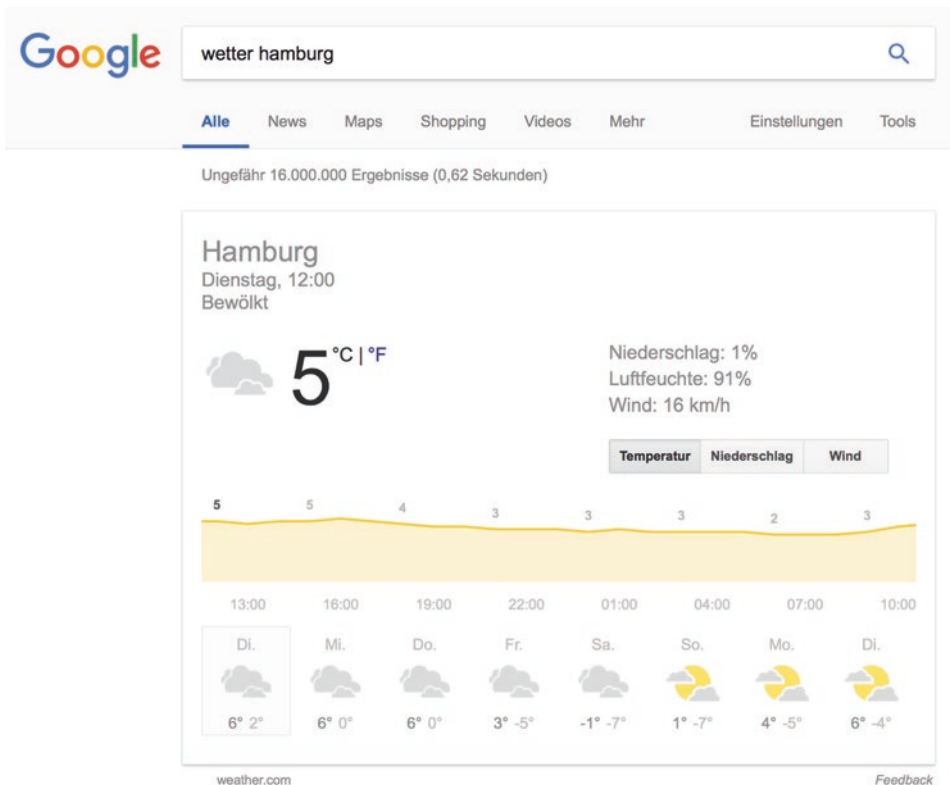 Google
wetter hamburg
Alle News Maps Shopping Videos Mehr Einstellungen Tools
Ungefähr 16.000.000 Ergebnisse (0,62 Sekunden)
Hamburg
Dienstag, 12:00
Bewölkt
5 °C | °F
Niederschlag: 1%
Luftfeuchte: 91%
Wind: 16 km/h
Temperatur Niederschlag Wind
5 5 4 3 3 3 2 3
13:00 16:00 19:00 22:00 01:00 04:00 07:00 10:00
Di. Mi. Do. Fr. Sa. So. Mo. Di.
6° 2° 6° 0° 6° 0° 3° -5° -1° -7° 1° -7° 4° -5° 6° -4°
weather.com Feedback